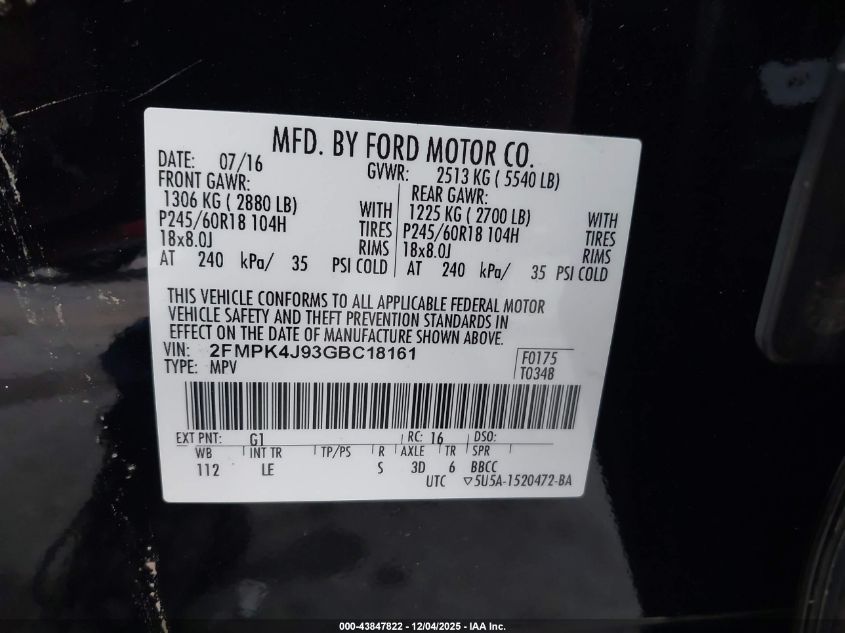 MFD. BY FORD MOTOR CO.
DATE: 07/16 GVWR: 2513 KG ( 5540 LB)
FRONT GAWR: REAR GAWR:
1306 KG ( 2880 LB) WITH 1225 KG ( 2700 LB) WITH
P245/60R18 104H TIRES P245/60R18 104H TIRES
18x8.0J RIMS 18x8.0J RIMS
AT 240 kPa/ 35 PSI COLD AT 240 kPa/ 35 PSI COLD
THIS VEHICLE CONFORMS TO ALL APPLICABLE FEDERAL MOTOR
VEHICLE SAFETY AND THEFT PREVENTION STANDARDS IN
EFFECT ON THE DATE OF MANUFACTURE SHOWN ABOVE.
VIN: 2FMPK4J93GBC18161 F0175
TYPE: MPV T0348
EXT PNT: G1 RC: 16 DSO:
WB INT TR TP/PS R AXLE TR SPR
112 LE S 3D 6 BBCC
UTC ▽5U5A-1520472-BA
000-43847822 - 12/04/2025 - IAA Inc.